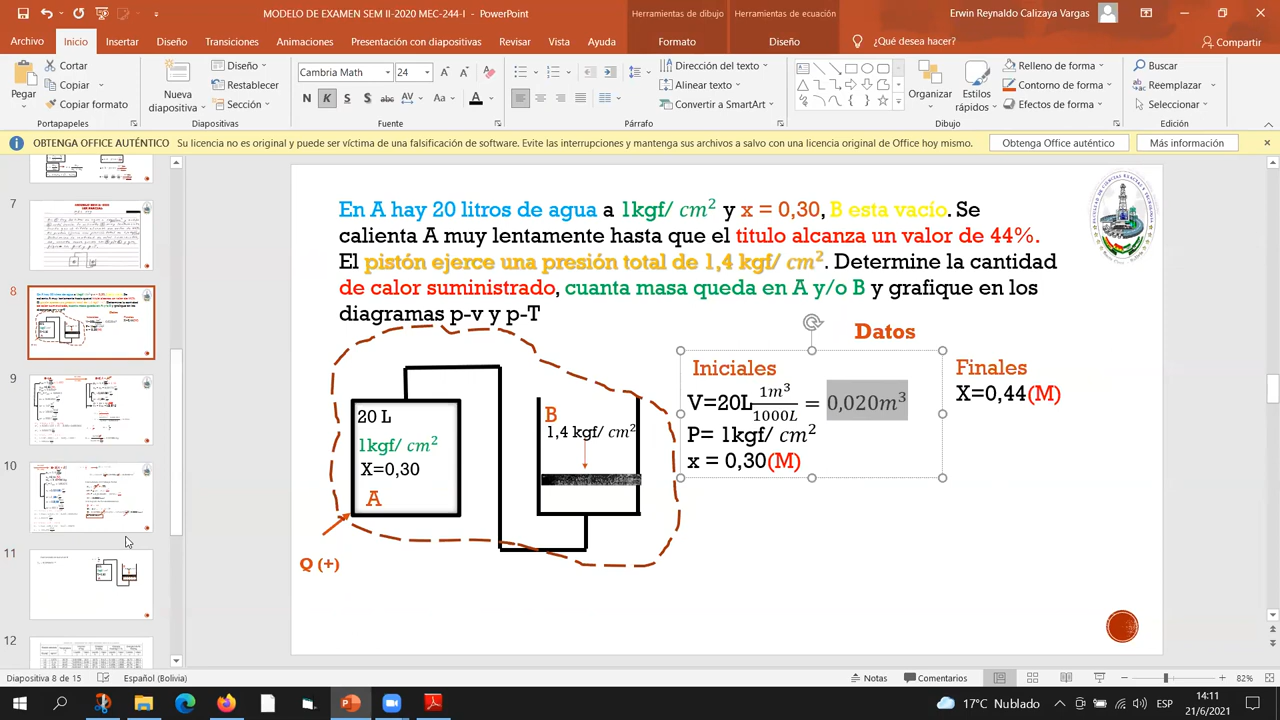 MODELO DE EXAMEN SEM II-2020 MEC-244-I - PowerPoint
Herramientas de dibujo
Herramientas de ecuación
Erwin Reynaldo Calizaya Vargas
Archivo
Inicio
Insertar
Diseño
Transiciones
Animaciones
Presentación con diapositivas
Revisar
Vista
Ayuda
Formato
Diseño
¿Qué desea hacer?
Compartir
Pegar
Cortar
Copiar
Copiar formato
Portapapeles
Nueva
diapositiva
Diseño
Restablecer
Sección
Diapositivas
Cambria Math
24
N K S S abc AV Aa A
Fuente
Dirección del texto
Alinear texto
Convertir a SmartArt
Párrafo
Organizar
Estilos
rápidos
Relleno de forma
Contorno de forma
Efectos de forma
Dibujo
Buscar
Reemplazar
Seleccionar
Edición
OBTENGA OFFICE AUTÉNTICO Su licencia no es original y puede ser víctima de una falsificación de software. Evite las interrupciones y mantenga sus archivos a salvo con una licencia original de Office hoy mismo.
Obtenga Office auténtico
Más información
7
8
9
10
11
12
En A hay 20 litros de agua a 1kgf/ cm² y x = 0,30, B esta vacío. Se
calienta A muy lentamente hasta que el titulo alcanza un valor de 44%.
El pistón ejerce una presión total de 1,4 kgf/ cm². Determine la cantidad
de calor suministrado, cuanta masa queda en A y/o B y grafique en los
diagramas p-v y p-T
Datos
Iniciales
V=20L 1m³/1000L = 0,020m³
P= 1kgf/ cm²
x = 0,30(M)
Finales
X=0,44(M)
20 L
1kgf/ cm²
X=0,30
A
B
1,4 kgf/ cm²
Q (+)
Diapositiva 8 de 15
Español (Bolivia)
Notas
Comentarios
82%
17°C Nublado
ESP
14:11
21/6/2021